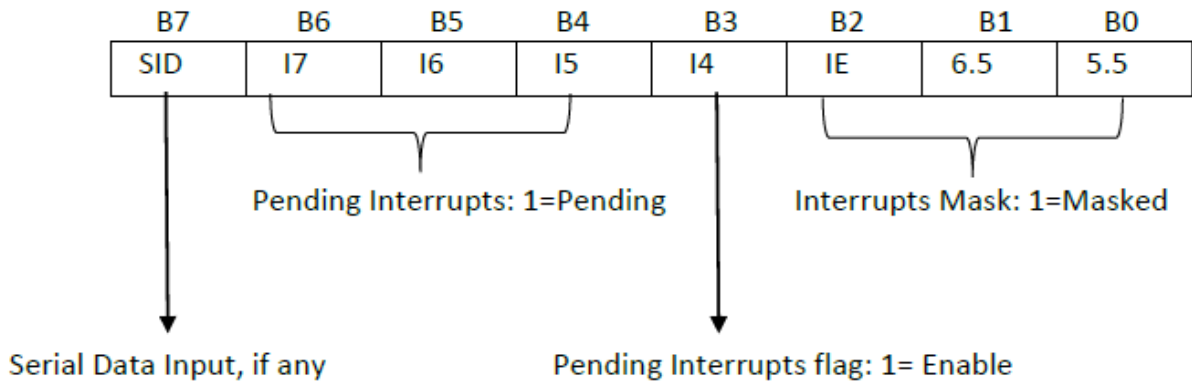 B7 B6 B5 B4 B3 B2 B1 B0
SID I7 I6 I5 I4 IE 6.5 5.5
Pending Interrupts: 1=Pending Interrupts Mask: 1=Masked
Serial Data Input, if any Pending Interrupts flag: 1= Enable